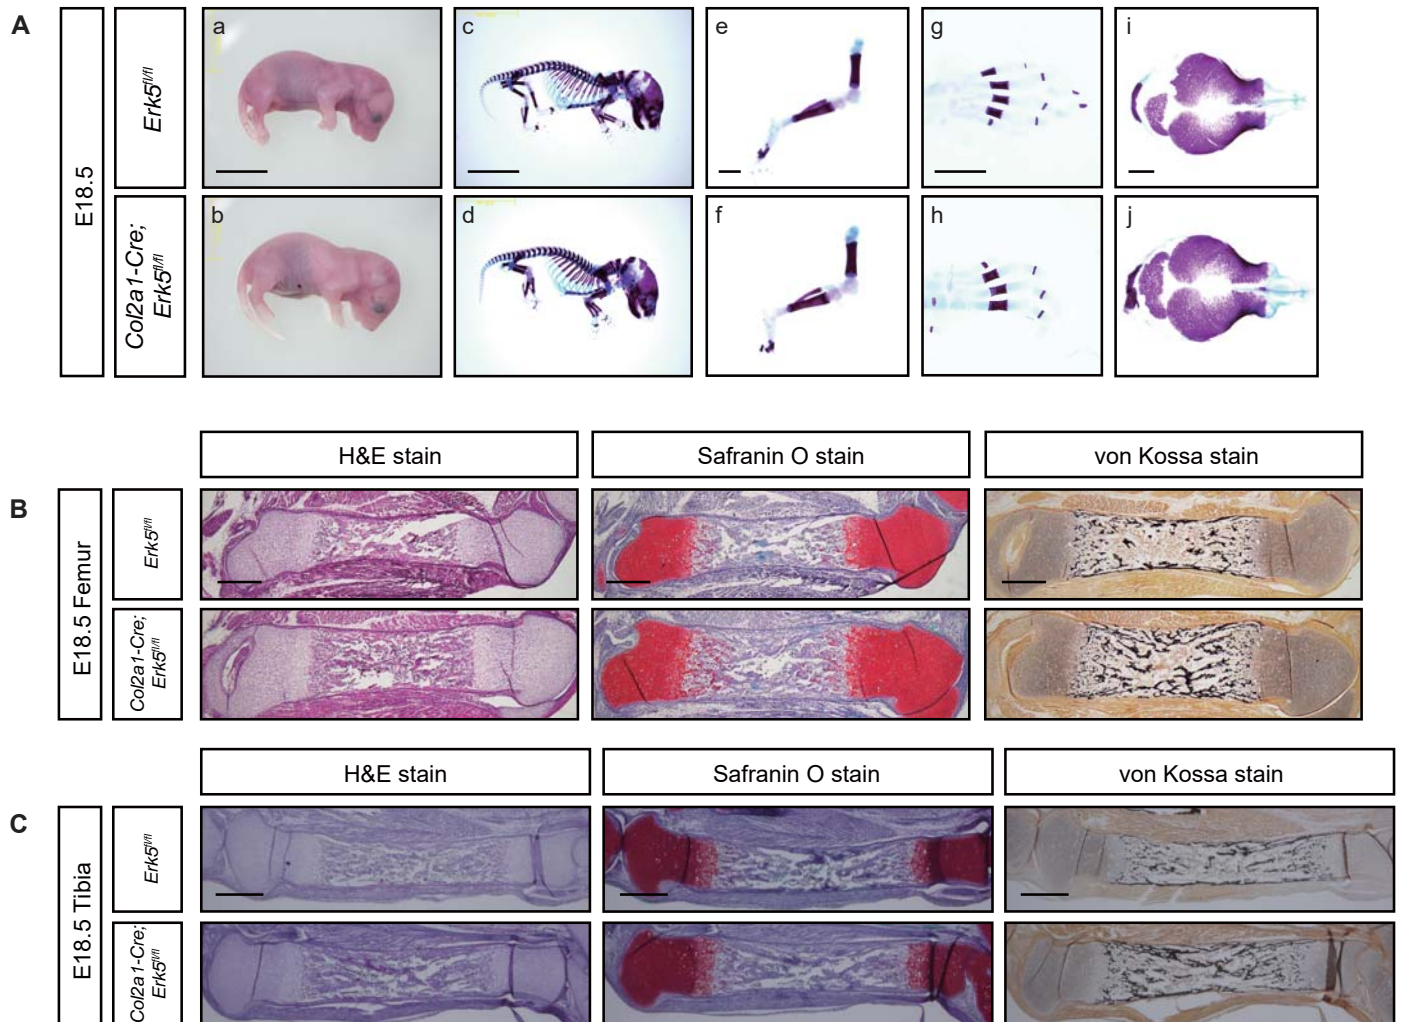 A
E18.5
Erk5fl/fl
Col2a1-Cre;
Erk5fl/fl
a
c
e
g
i
b
d
f
h
j
H&E stain
Safranin O stain
von Kossa stain
B
E18.5 Femur
Erk5fl/fl
Col2a1-Cre;
Erk5fl/fl
H&E stain
Safranin O stain
von Kossa stain
C
E18.5 Tibia
Erk5fl/fl
Col2a1-Cre;
Erk5fl/fl